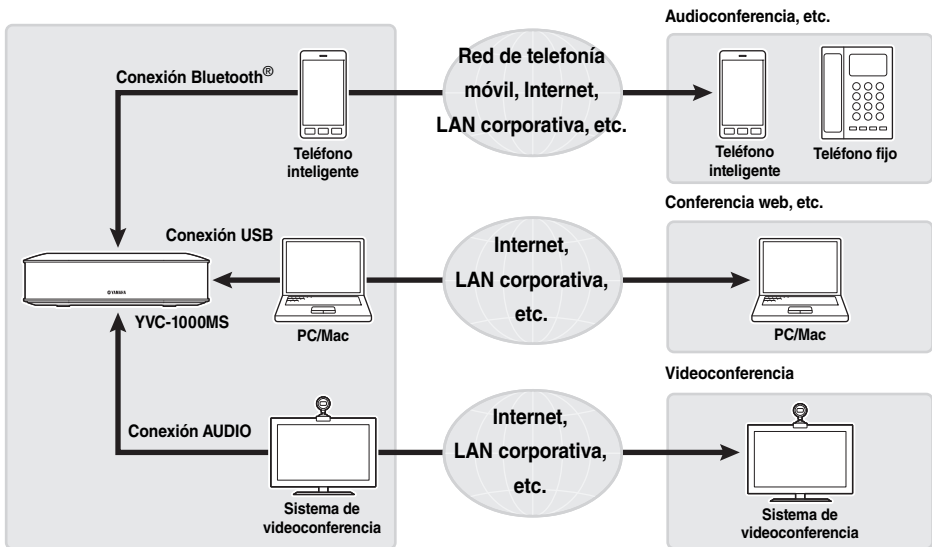 Audioconferencia, etc.
Conexión Bluetooth®
Red de telefonía
móvil, Internet,
LAN corporativa, etc.
Teléfono
inteligente
Teléfono
inteligente
Teléfono fijo
Conferencia web, etc.
Conexión USB
Internet,
LAN corporativa,
etc.
YAMAHA
YVC-1000MS
PC/Mac
PC/Mac
Videoconferencia
Conexión AUDIO
Internet,
LAN corporativa,
etc.
Sistema de
videoconferencia
Sistema de
videoconferencia